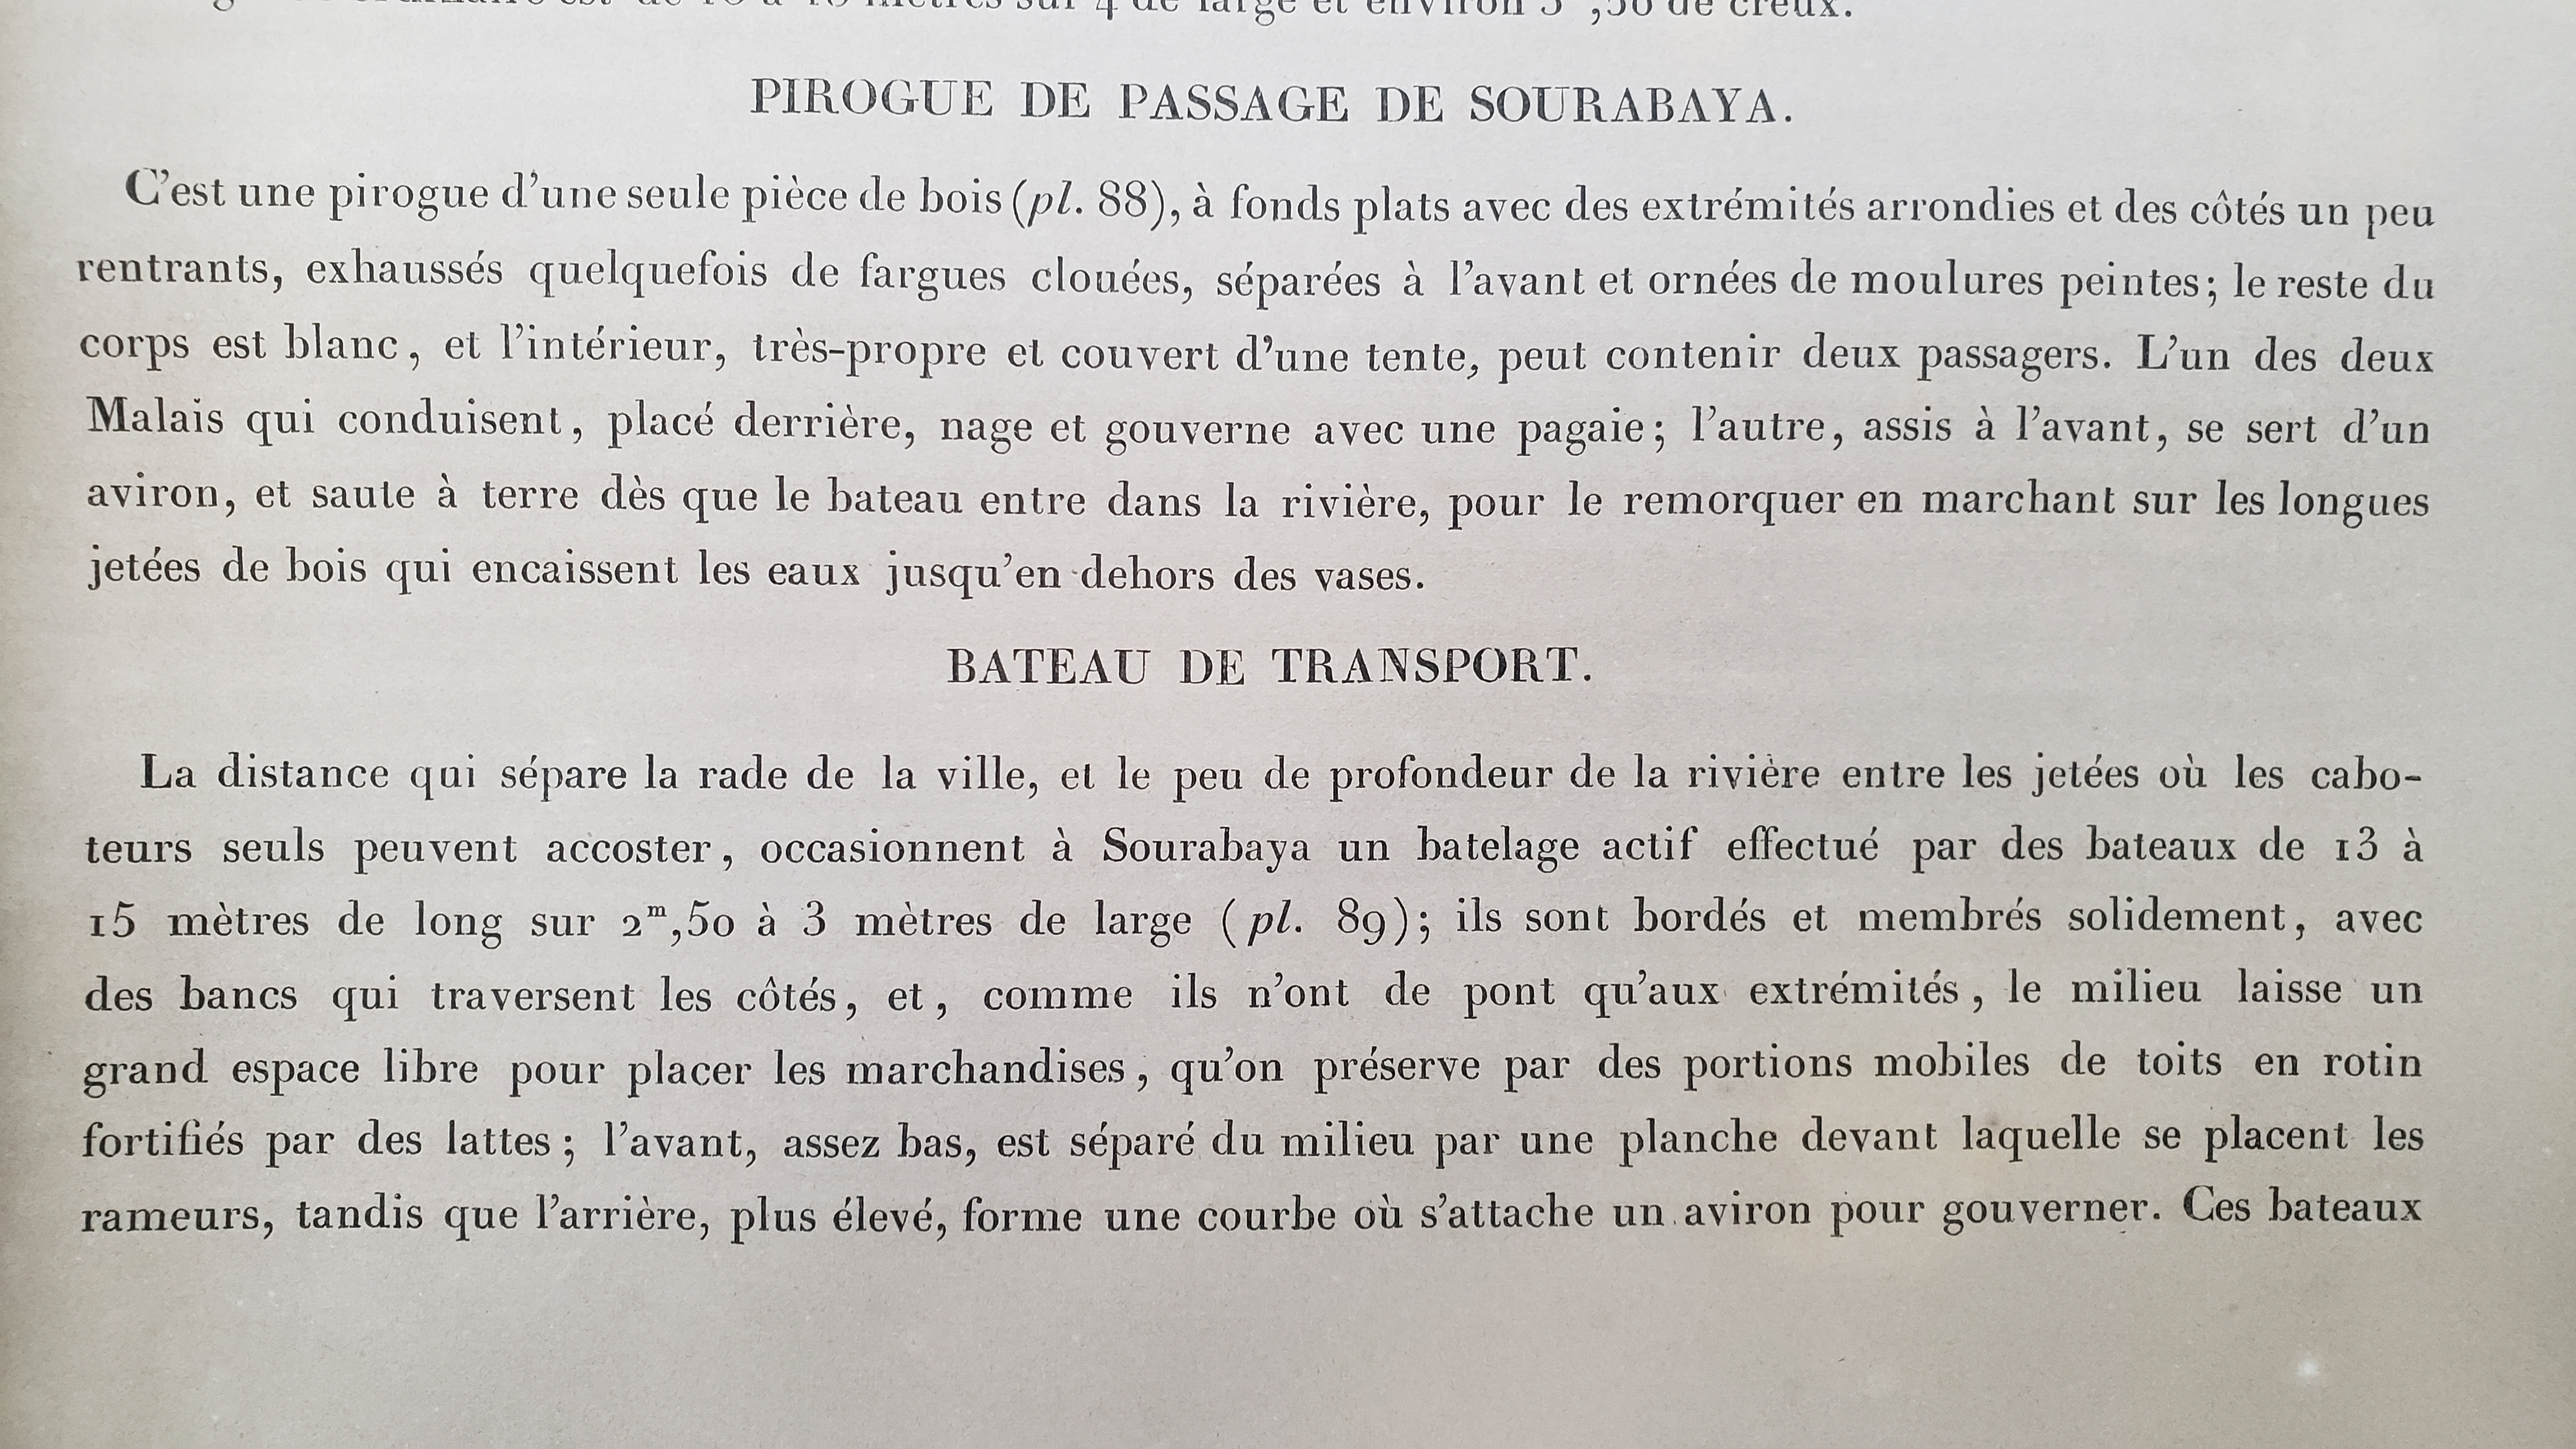 de large et environ
,50 de creux.
PIROGUE DE PASSAGE DE SOURABAYA.
C'est une pirogue d'une seule pièce de bois (pl. 88), à fonds plats avec des extrémités arrondies et des côtés un peu
rentrants, exhaussés quelquefois de fargues clouées, séparées à l'avant et ornées de moulures peintes; le reste du
corps est blanc, et l'intérieur, très-propre et couvert d'une tente, peut contenir deux passagers. L'un des deux
Malais qui conduisent, placé derrière, nage et gouverne avec une pagaie; l'autre, assis à l'avant, se sert d'un
aviron, et saute à terre dès que le bateau entre dans la rivière, pour le remorquer en marchant sur les longues
jetées de bois qui encaissent les eaux jusqu'en dehors des vases.
BATEAU DE TRANSPORT.
La distance qui sépare la rade de la ville, et le peu de profondeur de la rivière entre les jetées où les cabo-
teurs seuls peuvent accoster, occasionnent à Sourabaya un batelage actif effectué par des bateaux de 13 à
15 mètres de long sur 2ᵐ,50 à 3 mètres de large (pl. 89); ils sont bordés et membrés solidement, avec
des bancs qui traversent les côtés, et, comme ils n'ont de pont qu'aux extrémités, le milieu laisse un
grand espace libre pour placer les marchandises, qu'on préserve par des portions mobiles de toits en rotin
fortifiés par des lattes; l'avant, assez bas, est séparé du milieu par une planche devant laquelle se placent les
rameurs, tandis que l'arrière, plus élevé, forme une courbe où s'attache un aviron pour gouverner. Ces bateaux